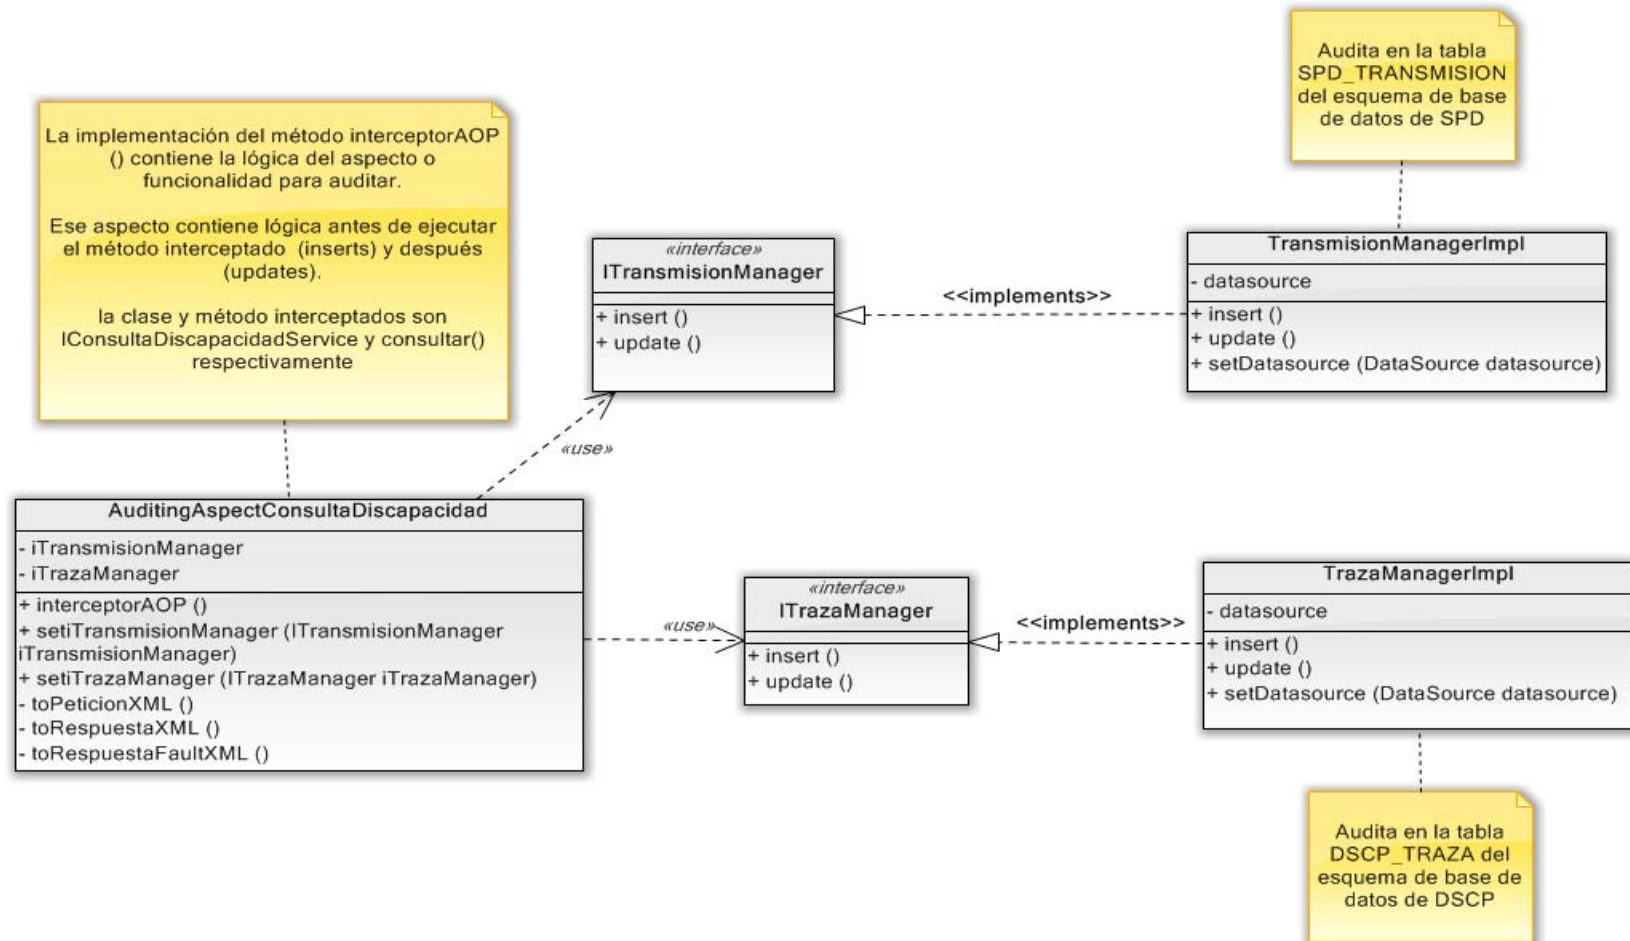 Audita en la tabla
SPD_TRANSMISION
del esquema de base
de datos de SPD
La implementación del método interceptorAOP
() contiene la lógica del aspecto o
funcionalidad para auditar.
Ese aspecto contiene lógica antes de ejecutar
el método interceptado (inserts) y después
(updates).
la clase y método interceptados son
IConsultaDiscapacidadService y consultar()
respectivamente
«interface»
ITransmisionManager
+ insert ()
+ update ()
<<implements>>
TransmisionManagerImpl
- datasource
+ insert ()
+ update ()
+ setDatasource (DataSource datasource)
«use»
AuditingAspectConsultaDiscapacidad
- iTransmisionManager
- iTrazaManager
+ interceptorAOP ()
+ setiTransmisionManager (ITransmisionManager
iTransmisionManager)
+ setiTrazaManager (ITrazaManager iTrazaManager)
- toPeticionXML ()
- toRespuestaXML ()
- toRespuestaFaultXML ()
«use»
«interface»
ITrazaManager
+ insert ()
+ update ()
<<implements>>
TrazaManagerImpl
- datasource
+ insert ()
+ update ()
+ setDatasource (DataSource datasource)
Audita en la tabla
DSCP_TRAZA del
esquema de base de
datos de DSCP